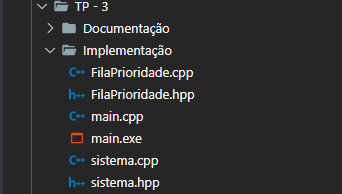 TP - 3
Documentação
Implementação
C++ FilaPrioridade.cpp
h++ FilaPrioridade.hpp
C++ main.cpp
main.exe
C++ sistema.cpp
h++ sistema.hpp